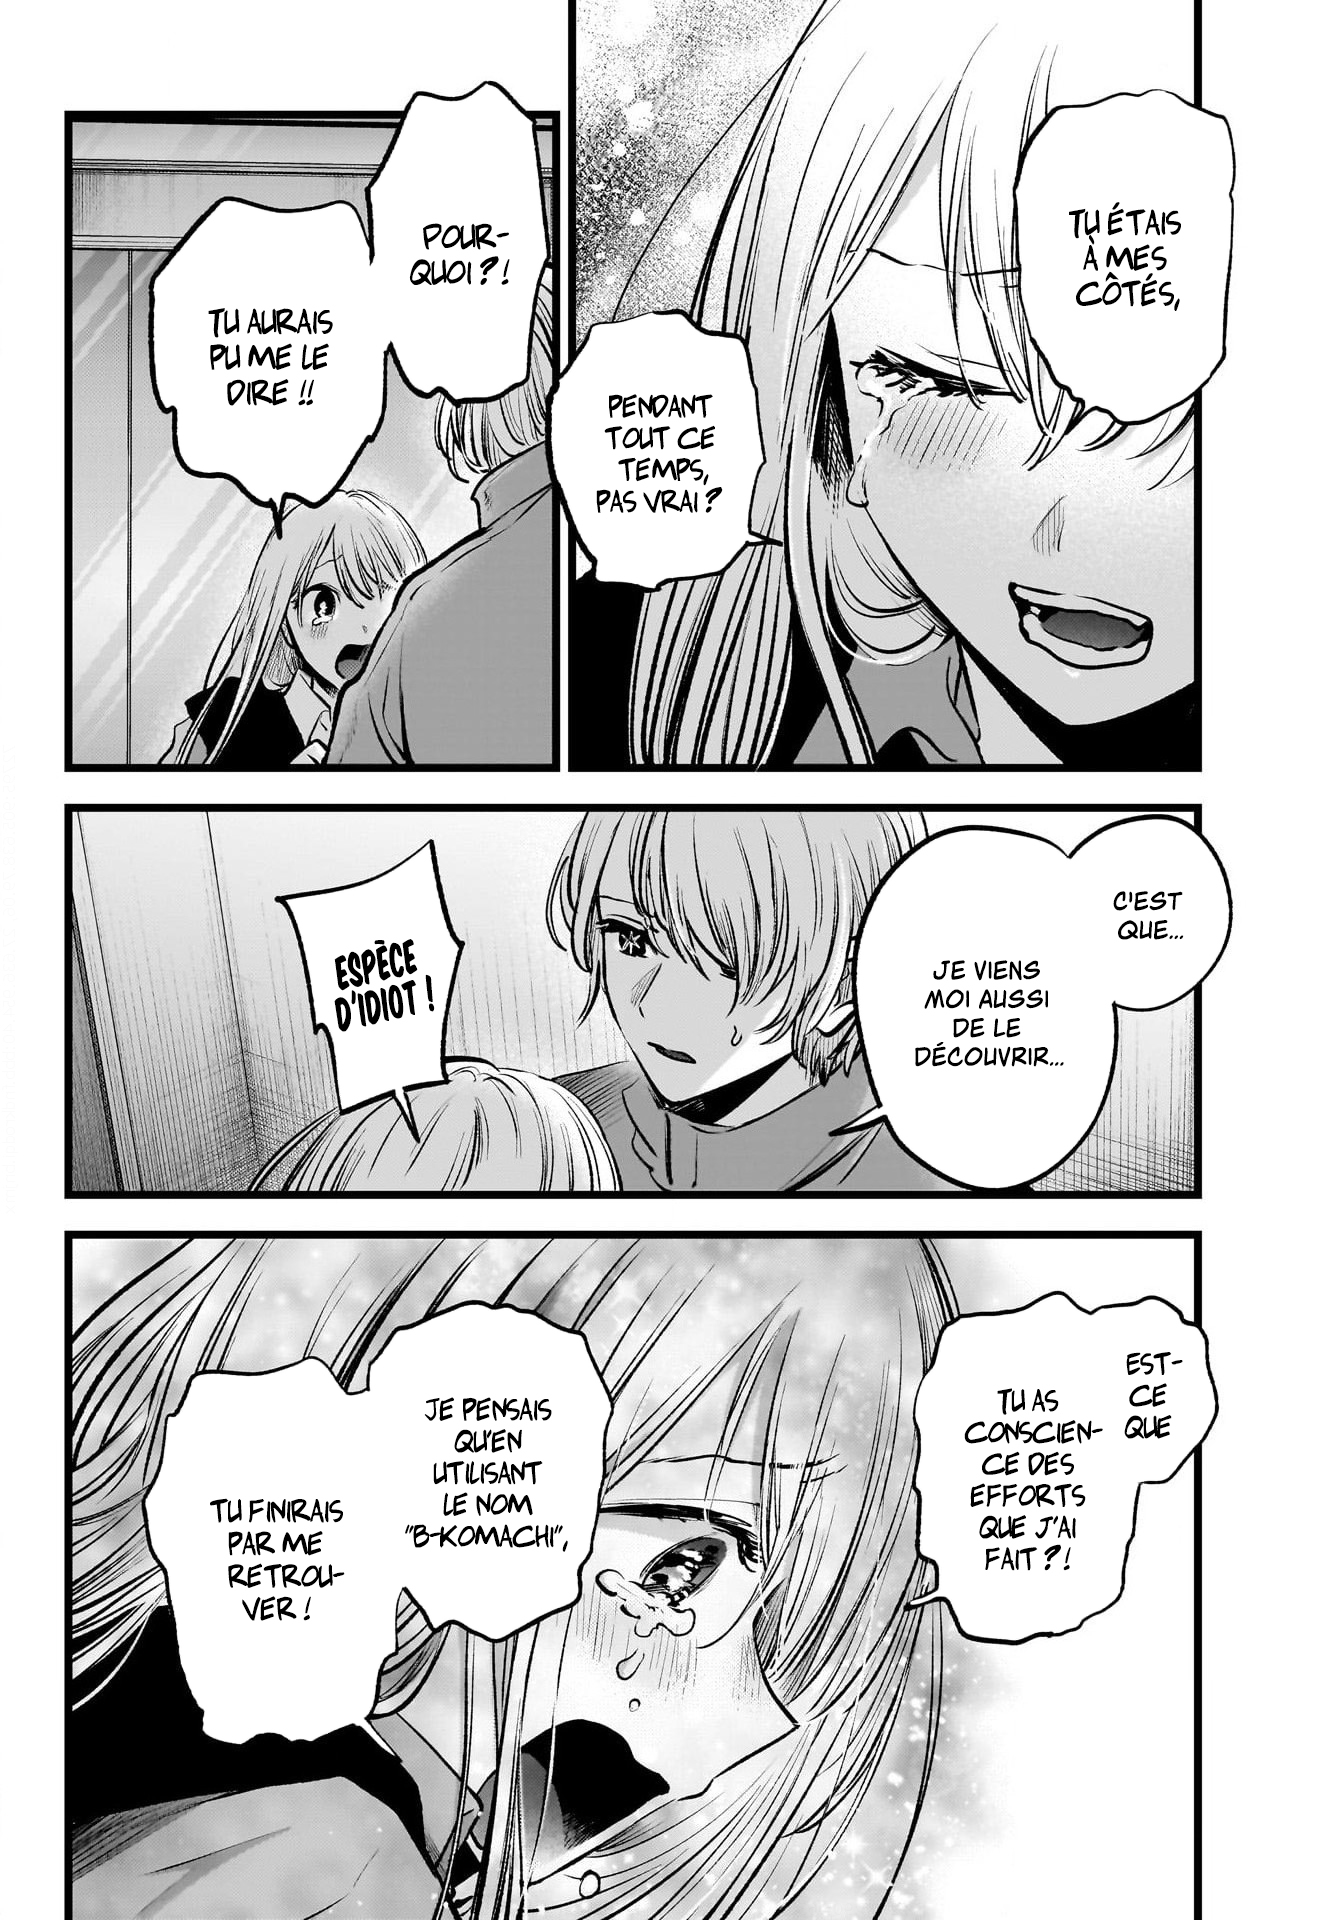 TU ÉTAIS
À MES
CÔTÉS,
PENDANT
TOUT CE
TEMPS,
PAS VRAI ?
POUR-
QUOI ? !
TU AURAIS
PU ME LE
DIRE !!
C'EST
QUE...
JE VIENS
MOI AUSSI
DE LE
DÉCOUVRIR...
ESPÈCE
D'IDIOT !
EST-
CE
QUE
TU AS
CONSCIEN-
CE DES
EFFORTS
QUE J'AI
FAIT ? !
JE PENSAIS
QU'EN
UTILISANT
LE NOM
"B-KOMACHI",
TU FINIRAIS
PAR ME
RETROU-
VER !